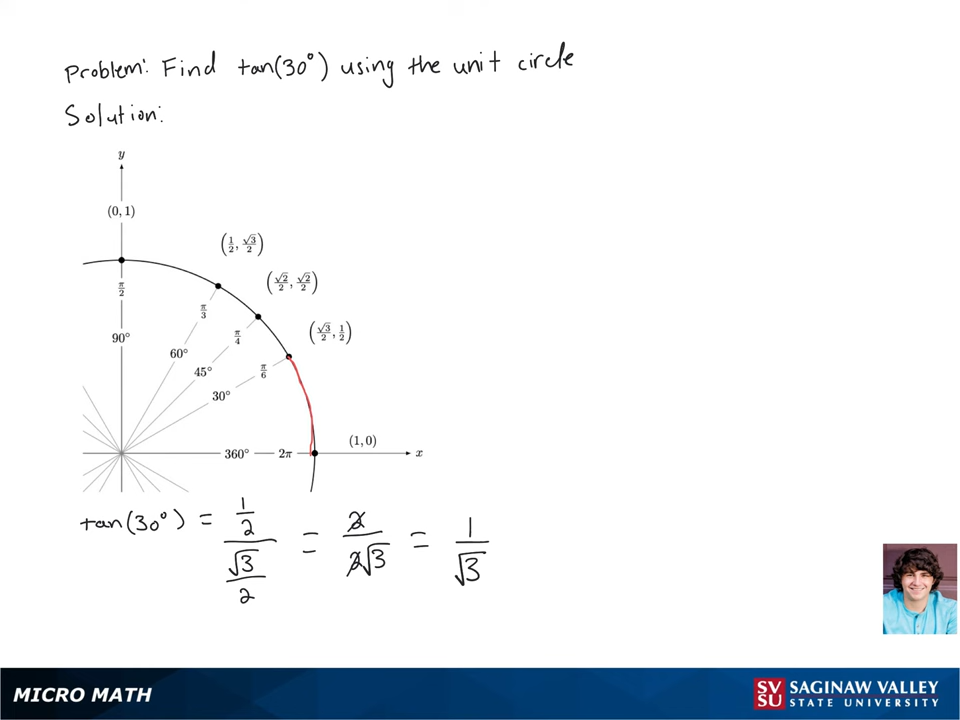 Problem: Find tan(30°) using the unit circle
Solution:
y
(0, 1)
(1/2, √3/2)
(√2/2, √2/2)
(√3/2, 1/2)
π/2
π/3
π/4
π/6
90°
60°
45°
30°
(1, 0)
360° 2π x
tan(30°) = (1/2)/(√3/2) = 2/(2√3) = 1/√3
MICRO MATH
SVSU SAGINAW VALLEY
STATE UNIVERSITY